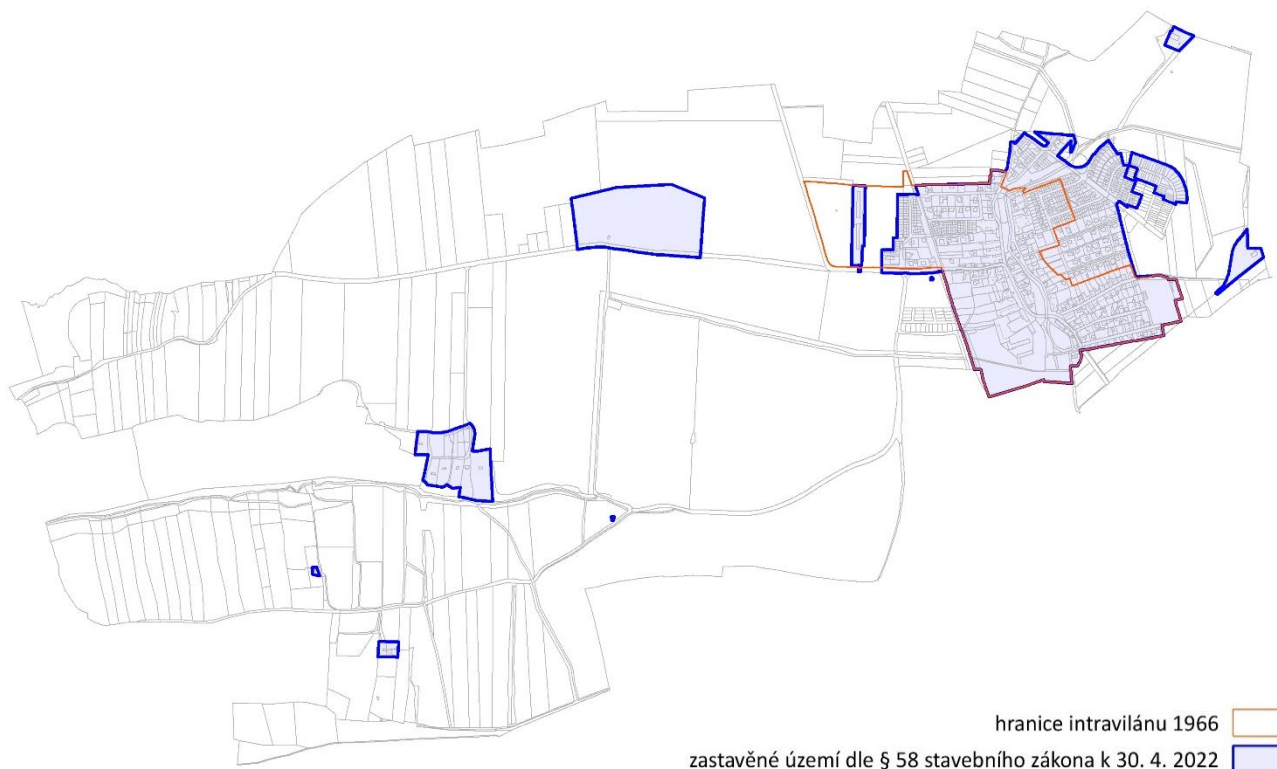 hranice intravilánu 1966
zastavěné území dle § 58 stavebního zákona k 30. 4. 2022